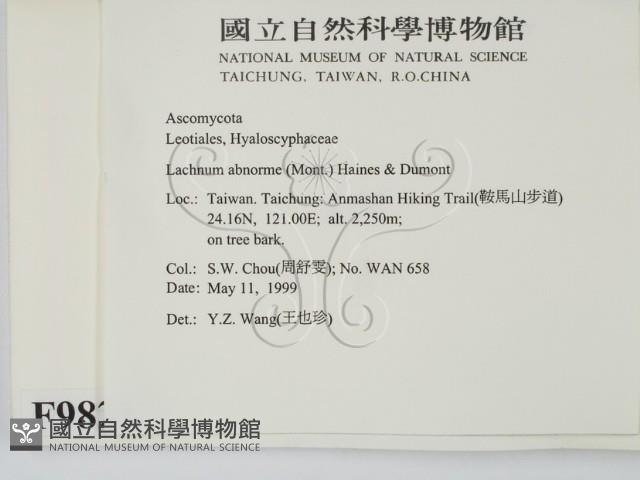 國立自然科學博物館
NATIONAL MUSEUM OF NATURAL SCIENCE
TAICHUNG, TAIWAN, R.O.CHINA
Ascomycota
Leotiales, Hyaloscyphaceae
Lachnum abnorme (Mont.) Haines & Dumont
Loc.: Taiwan. Taichung: Anmashan Hiking Trail(鞍馬山步道)
24.16N, 121.00E; alt. 2,250m;
on tree bark.
Col.: S.W. Chou(周舒雯); No. WAN 658
Date: May 11, 1999
Det.: Y.Z. Wang(王也珍)
國立自然科學博物館
NATIONAL MUSEUM OF NATURAL SCIENCE